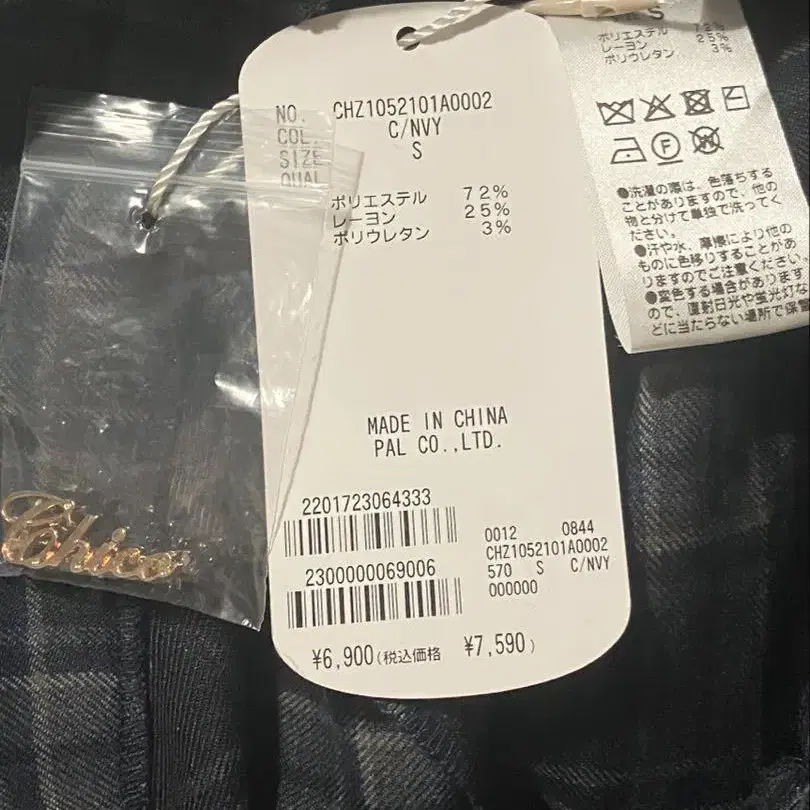 NO. CHZ1052101A0002
COL. C/NVY
SIZE S
QUAL
ポリエステル 72%
レーヨン 25%
ポリウレタン 3%
MADE IN CHINA
PAL CO.,LTD.
2201723064333
2300000069006
0012 0844
CHZ1052101A0002
570 S C/NVY
000000
¥6,900(税込価格 ¥7,590)
Chico
S
ポリエステル 72%
レーヨン 25%
ポリウレタン 3%
F
W
●洗濯の際は、色落ちする
ことがありますので、他の
物と分けて単独で洗ってく
ださい。
●汗や水、摩擦により他の
ものに色移りすることがあ
りますのでご注意ください
●変色する場合があります
ので、直射日光や蛍光灯な
どに当たらない場所で保管